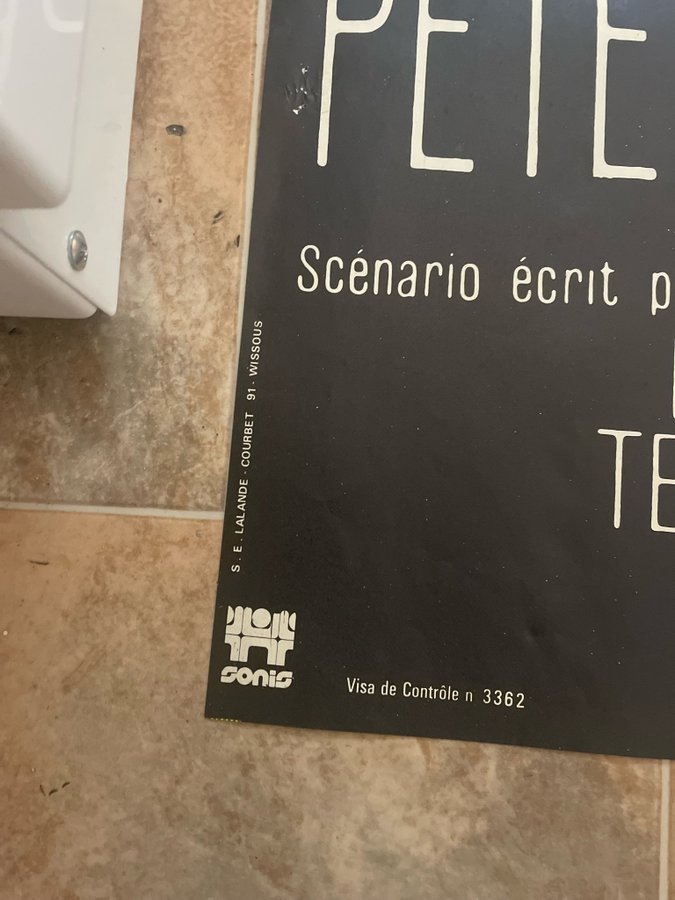 PETE
Scénario écrit p
TE
S. E. LALANDE - COURBET 91 - WISSOUS
sonis
Visa de Contrôle n 3362